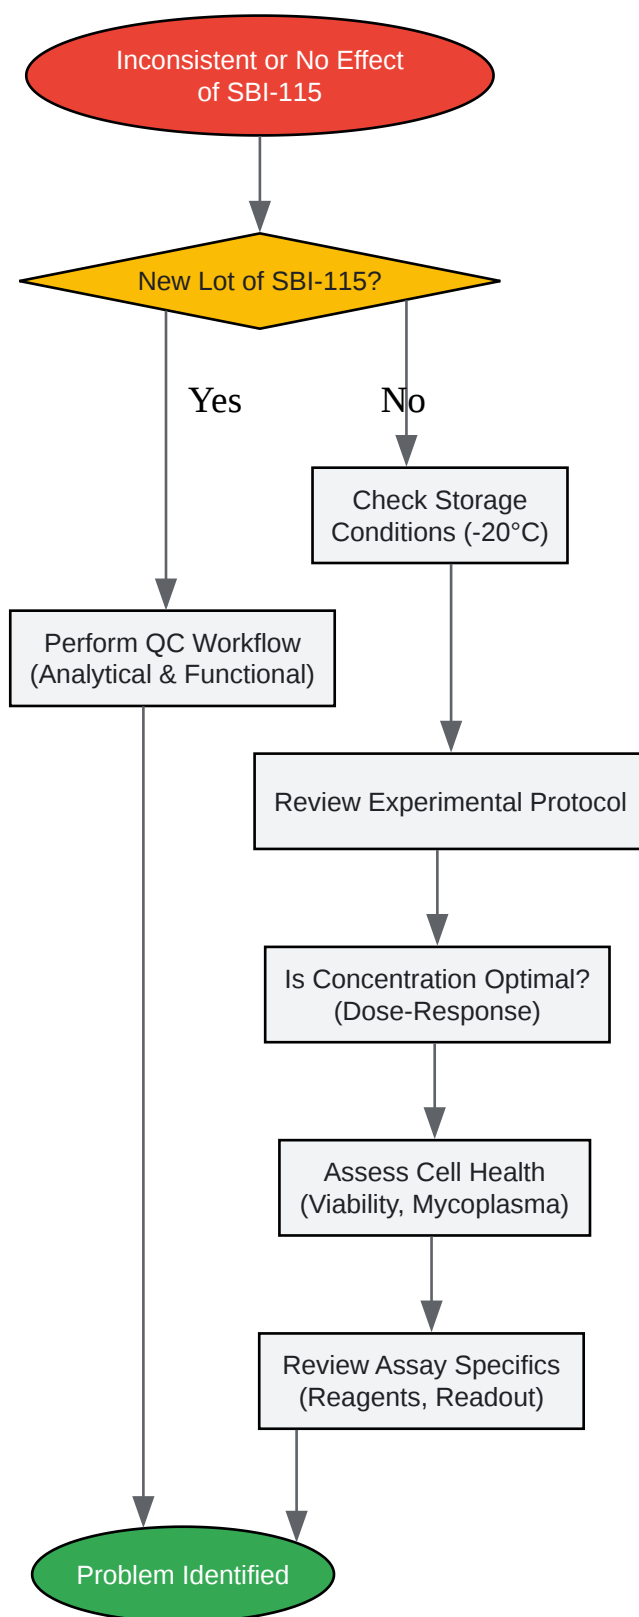 Inconsistent or No Effect
of SBI-115
New Lot of SBI-115?
Yes
No
Check Storage
Conditions (-20°C)
Perform QC Workflow
(Analytical & Functional)
Review Experimental Protocol
Is Concentration Optimal?
(Dose-Response)
Assess Cell Health
(Viability, Mycoplasma)
Review Assay Specifics
(Reagents, Readout)
Problem Identified